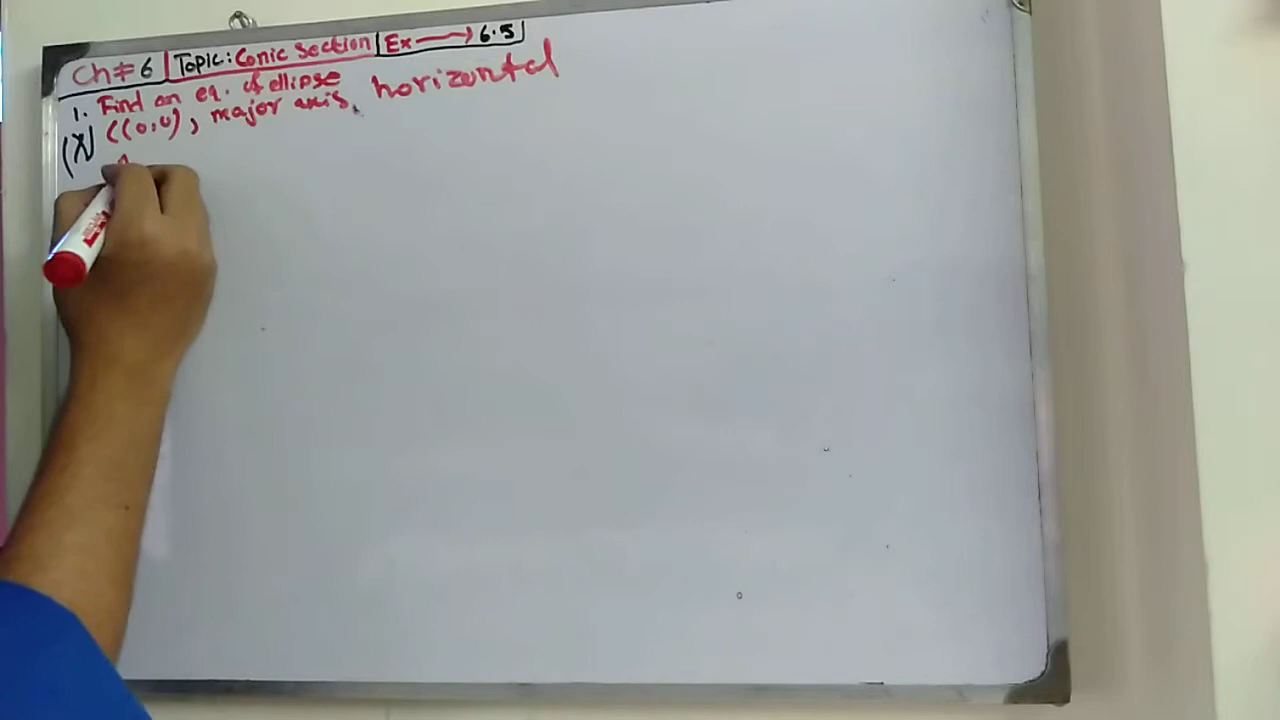 Ch # 6 | Topic: Conic Section | Ex → 6.5
1. Find an eq. of ellipse
(X) C(0,0), major axis, horizontal